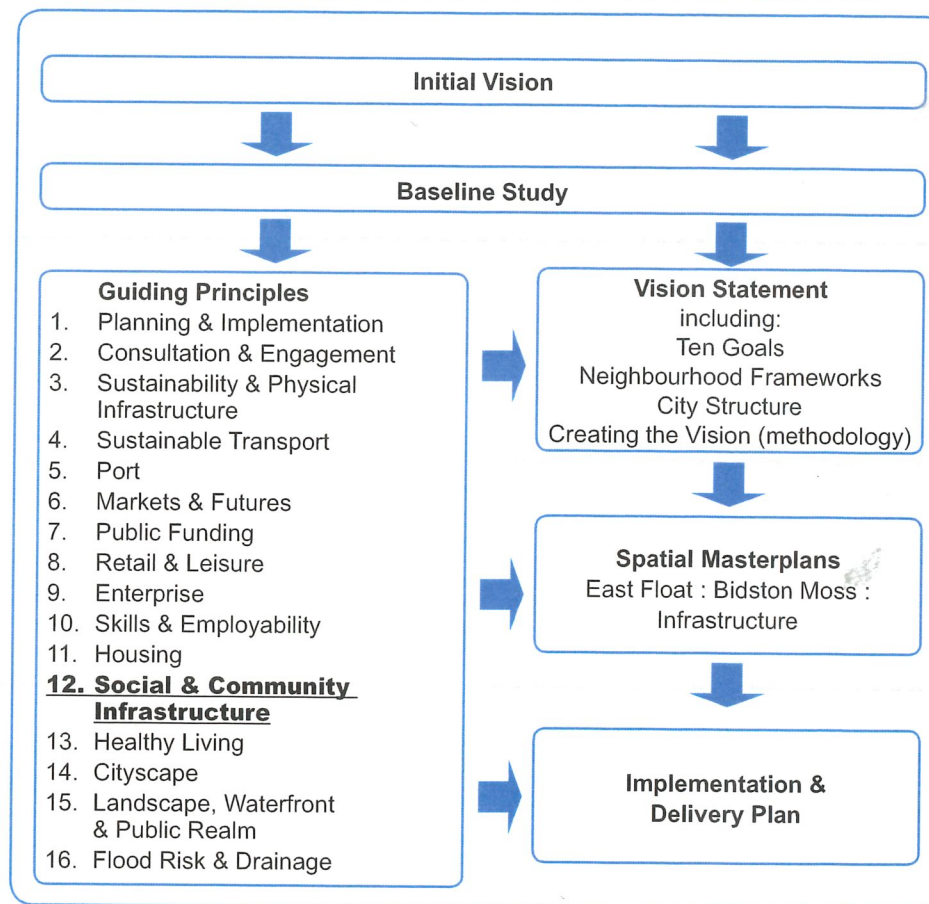 Initial Vision
Baseline Study
Guiding Principles
1. Planning & Implementation
2. Consultation & Engagement
3. Sustainability & Physical
Infrastructure
4. Sustainable Transport
5. Port
6. Markets & Futures
7. Public Funding
8. Retail & Leisure
9. Enterprise
10. Skills & Employability
11. Housing
12. Social & Community
Infrastructure
13. Healthy Living
14. Cityscape
15. Landscape, Waterfront
& Public Realm
16. Flood Risk & Drainage
Vision Statement
including:
Ten Goals
Neighbourhood Frameworks
City Structure
Creating the Vision (methodology)
Spatial Masterplans
East Float : Bidston Moss :
Infrastructure
Implementation &
Delivery Plan